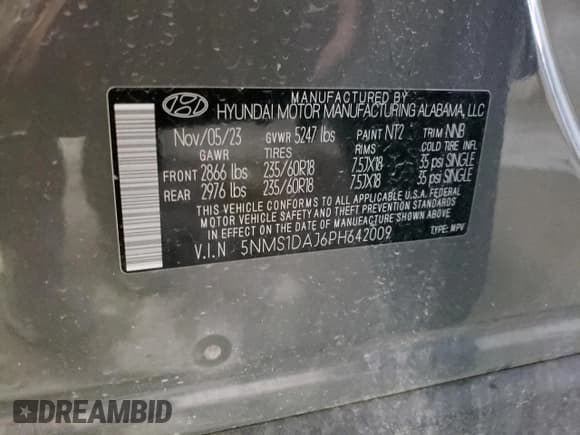 MANUFACTURED BY
HYUNDAI MOTOR MANUFACTURING ALABAMA, LLC
Nov/05/23 GVWR 5247 lbs PAINT NT2 TRIM NNB
GAWR TIRES RIMS COLD TIRE INFL
FRONT 2866 lbs 235/60R18 7.5JX18 35 psi SINGLE
REAR 2976 lbs 235/60R18 7.5JX18 35 psi SINGLE
THIS VEHICLE CONFORMS TO ALL APPLICABLE U.S.A. FEDERAL
MOTOR VEHICLE SAFETY AND THEFT PREVENTION STANDARDS
IN EFFECT ON THE DATE OF MANUFACTURE SHOWN ABOVE.
V.I.N 5NMS1DAJ6PH642009 TYPE: MPV
DREAMBID